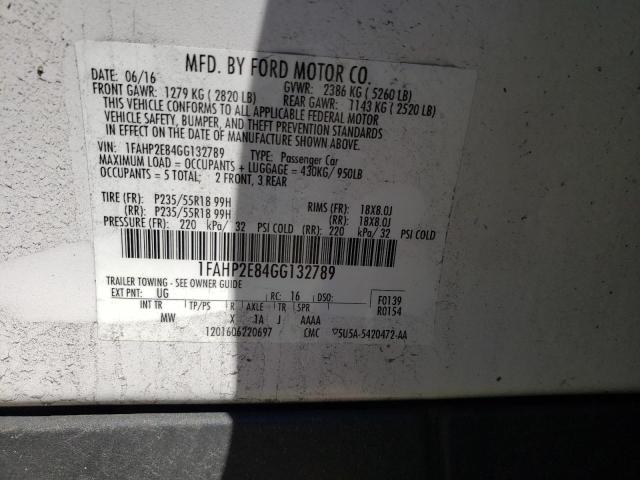 MFD. BY FORD MOTOR CO.
DATE: 06/16 GVWR: 2386 KG ( 5260 LB)
FRONT GAWR: 1279 KG ( 2820 LB) REAR GAWR: 1143 KG ( 2520 LB)
THIS VEHICLE CONFORMS TO ALL APPLICABLE FEDERAL MOTOR
VEHICLE SAFETY, BUMPER, AND THEFT PREVENTION STANDARDS
IN EFFECT ON THE DATE OF MANUFACTURE SHOWN ABOVE.
VIN: 1FAHP2E84GG132789 TYPE: Passenger Car
MAXIMUM LOAD = OCCUPANTS + LUGGAGE = 430KG/ 950LB
OCCUPANTS = 5 TOTAL; 2 FRONT, 3 REAR
TIRE (FR): P235/55R18 99H RIMS (FR): 18X8.0J
(RR): P235/55R18 99H (RR): 18X8.0J
PRESSURE (FR): 220 kPa/ 32 PSI COLD (RR): 220 kPa/ 32 PSI COLD
1FAHP2E84GG132789
TRAILER TOWING - SEE OWNER GUIDE
EXT PNT: UG RC: 16 DSO: F0139
INT TR TP/PS R AXLE TR SPR R0154
MW X 1A J AAAA
1201606220697 CMC ▽5U5A-5420472-AA